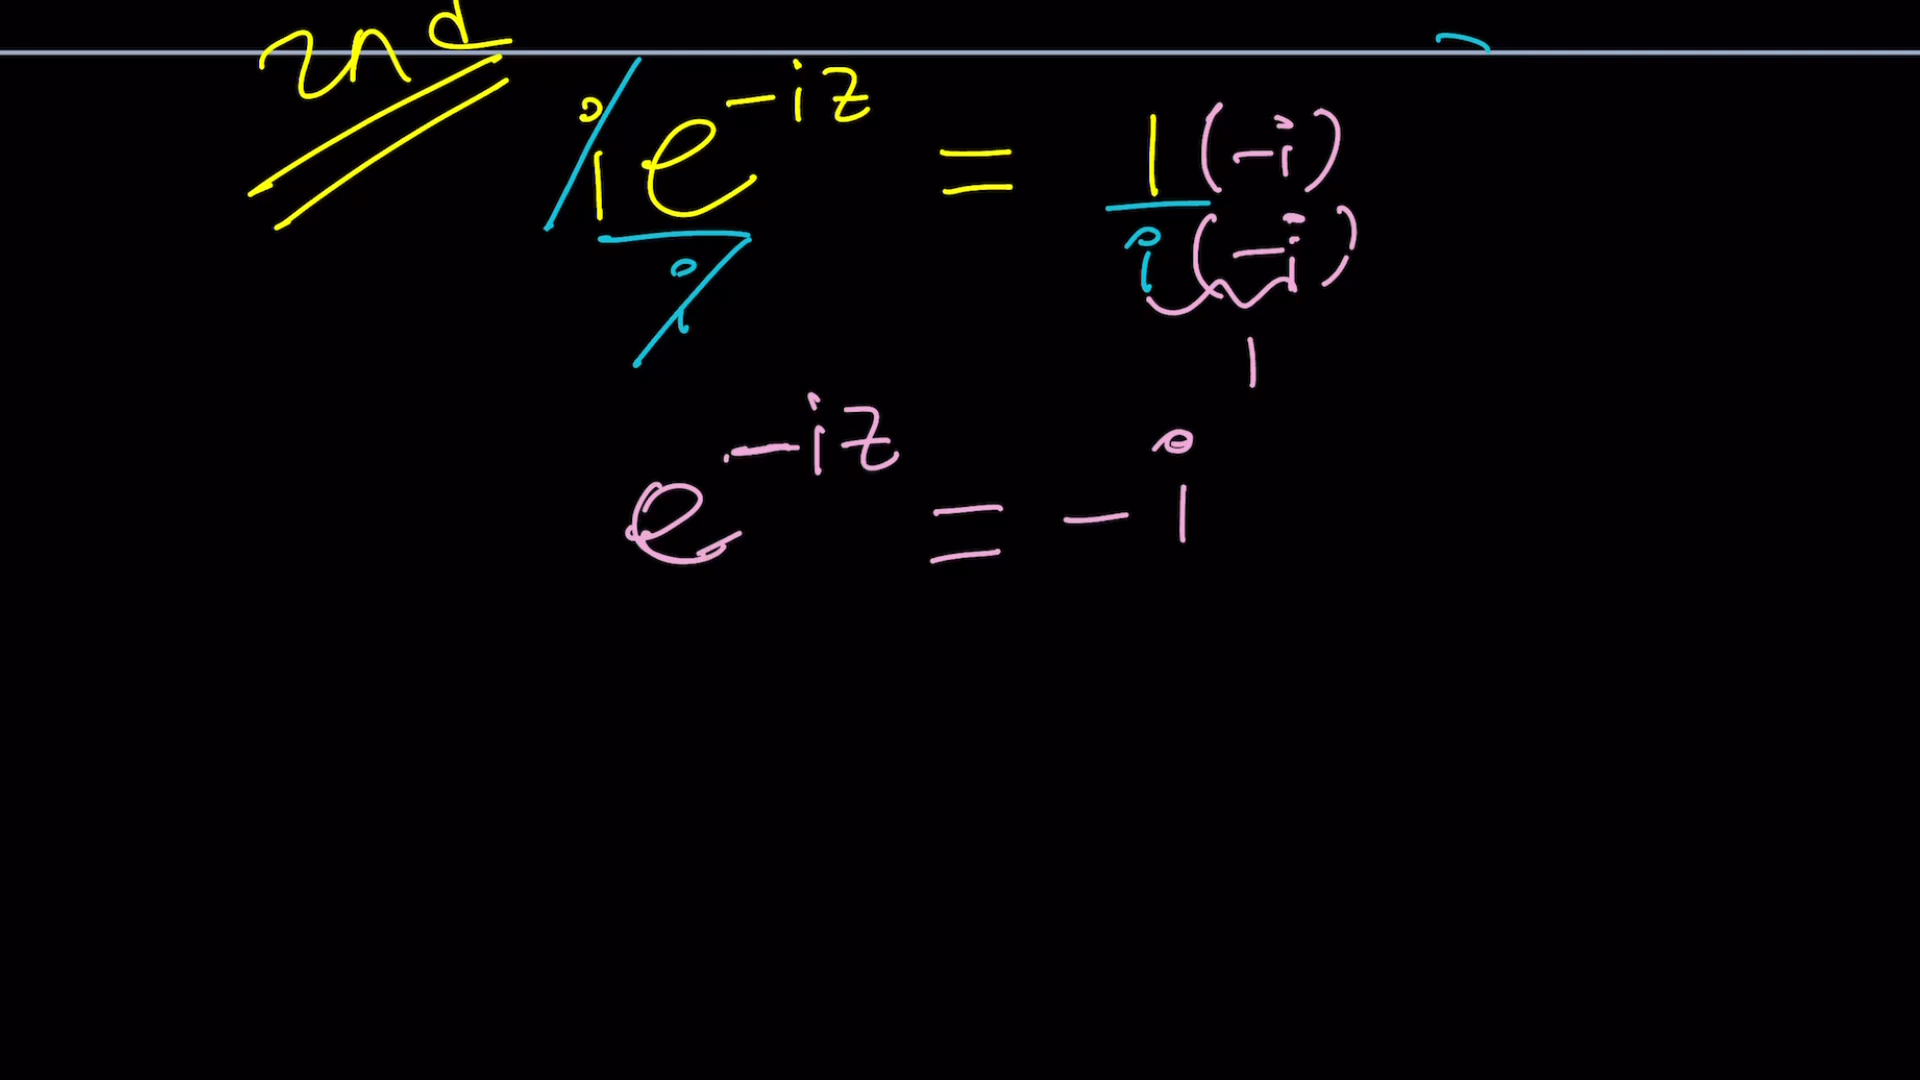 2nd
i e^{-iz} / i = 1(-i) / i(-i)
1
e^{-iz} = -i